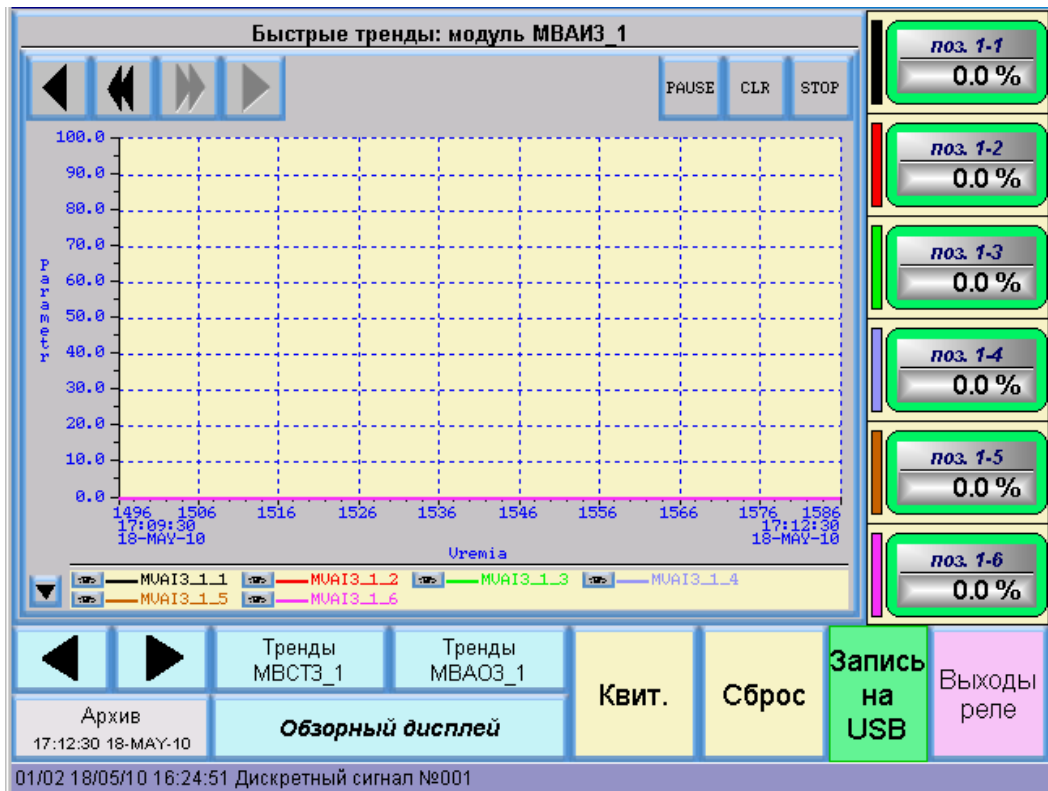 Быстрые тренды: модуль МВАИ3_1
PAUSE CLR STOP
100.0
90.0
80.0
70.0
60.0
50.0
40.0
30.0
20.0
10.0
0.0
Parametr
1496 1506 1516 1526 1536 1546 1556 1566 1576 1586
17:09:30 17:12:30
18-MAY-10 18-MAY-10
Vremia
MVAI3_1_1 MVAI3_1_2 MVAI3_1_3 MVAI3_1_4
MVAI3_1_5 MVAI3_1_6
поз. 1-1
0.0 %
поз. 1-2
0.0 %
поз. 1-3
0.0 %
поз. 1-4
0.0 %
поз. 1-5
0.0 %
поз. 1-6
0.0 %
Тренды
МВСТ3_1
Тренды
МВАО3_1
Архив
17:12:30 18-MAY-10
Обзорный дисплей
Квит.
Сброс
Запись
на
USB
Выходы
реле
01/02 18/05/10 16:24:51 Дискретный сигнал №001